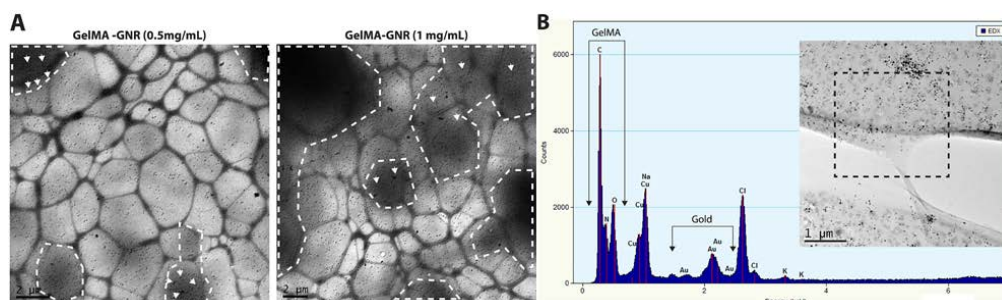 A
GelMA -GNR (0.5mg/mL)
2 μm
GelMA-GNR (1 mg/mL)
2 μm
B
EDX
GelMA
6000
4000
2000
0
Counts
C
N
O
Cu
Na
Cu
Gold
Au
Au
Au
Au
Cl
Cl
K
K
1 μm
0
2
4
6